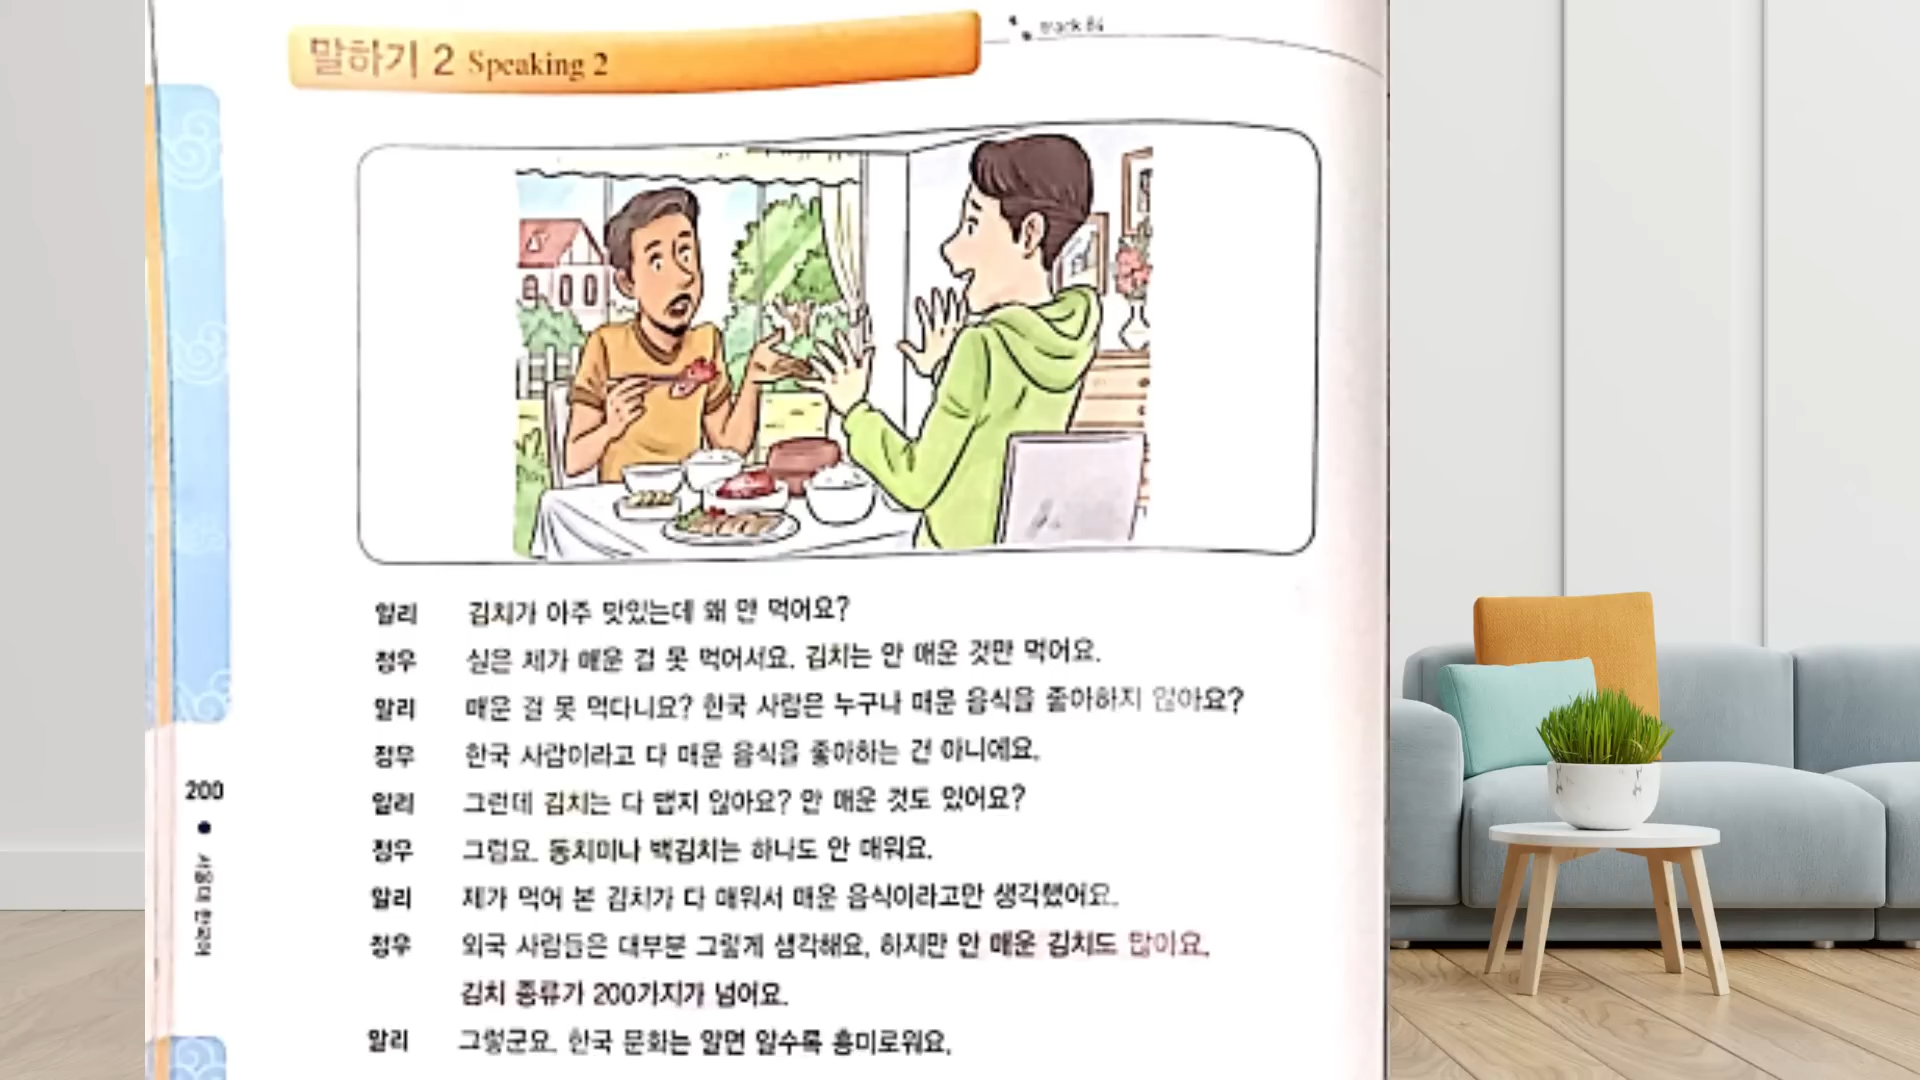 말하기 2 Speaking 2
track 84
알리 김치가 아주 맛있는데 왜 안 먹어요?
정우 실은 제가 매운 걸 못 먹어서요. 김치는 안 매운 것만 먹어요.
알리 매운 걸 못 먹다니요? 한국 사람은 누구나 매운 음식을 좋아하지 않아요?
정우 한국 사람이라고 다 매운 음식을 좋아하는 건 아니에요.
알리 그런데 김치는 다 맵지 않아요? 안 매운 것도 있어요?
정우 그럼요. 동치미나 백김치는 하나도 안 매워요.
알리 제가 먹어 본 김치가 다 매워서 매운 음식이라고만 생각했어요.
정우 외국 사람들은 대부분 그렇게 생각해요. 하지만 안 매운 김치도 많아요.
김치 종류가 200가지가 넘어요.
알리 그렇군요. 한국 문화는 알면 알수록 흥미로워요.
200
서울대 한국어